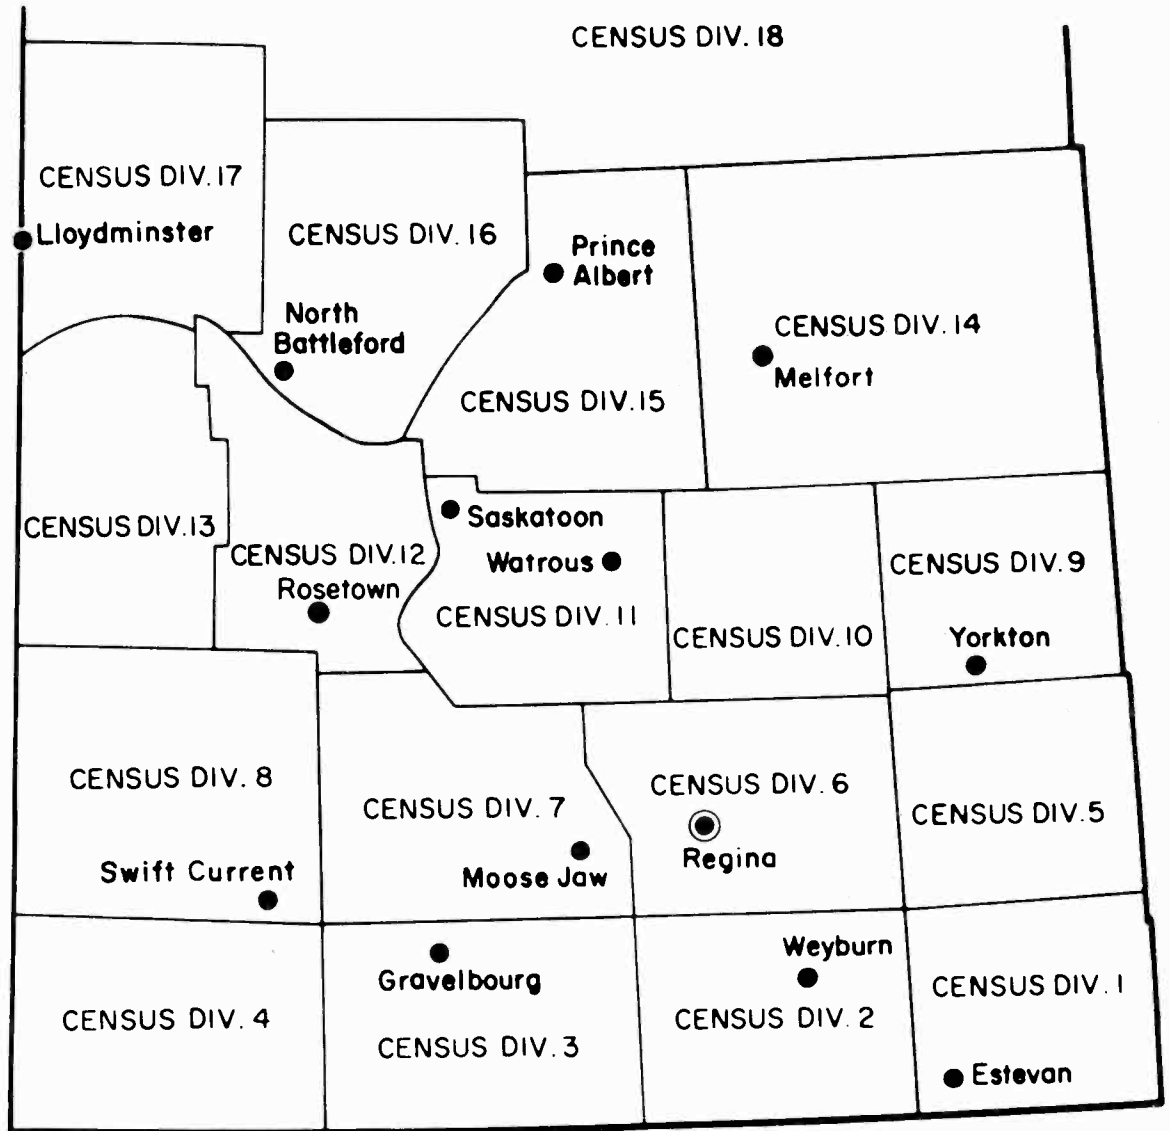 CENSUS DIV. 18
CENSUS DIV. 17
Lloydminster
CENSUS DIV. 16
Prince
Albert
North
Battleford
CENSUS DIV. 14
Melfort
CENSUS DIV. 15
CENSUS DIV. 13
Saskatoon
CENSUS DIV. 12
Rosetown
Watrous
CENSUS DIV. 11
CENSUS DIV. 10
CENSUS DIV. 9
Yorkton
CENSUS DIV. 8
Swift Current
CENSUS DIV. 7
Moose Jaw
CENSUS DIV. 6
Regina
CENSUS DIV. 5
CENSUS DIV. 4
Gravelbourg
CENSUS DIV. 3
Weyburn
CENSUS DIV. 2
CENSUS DIV. 1
Estevan